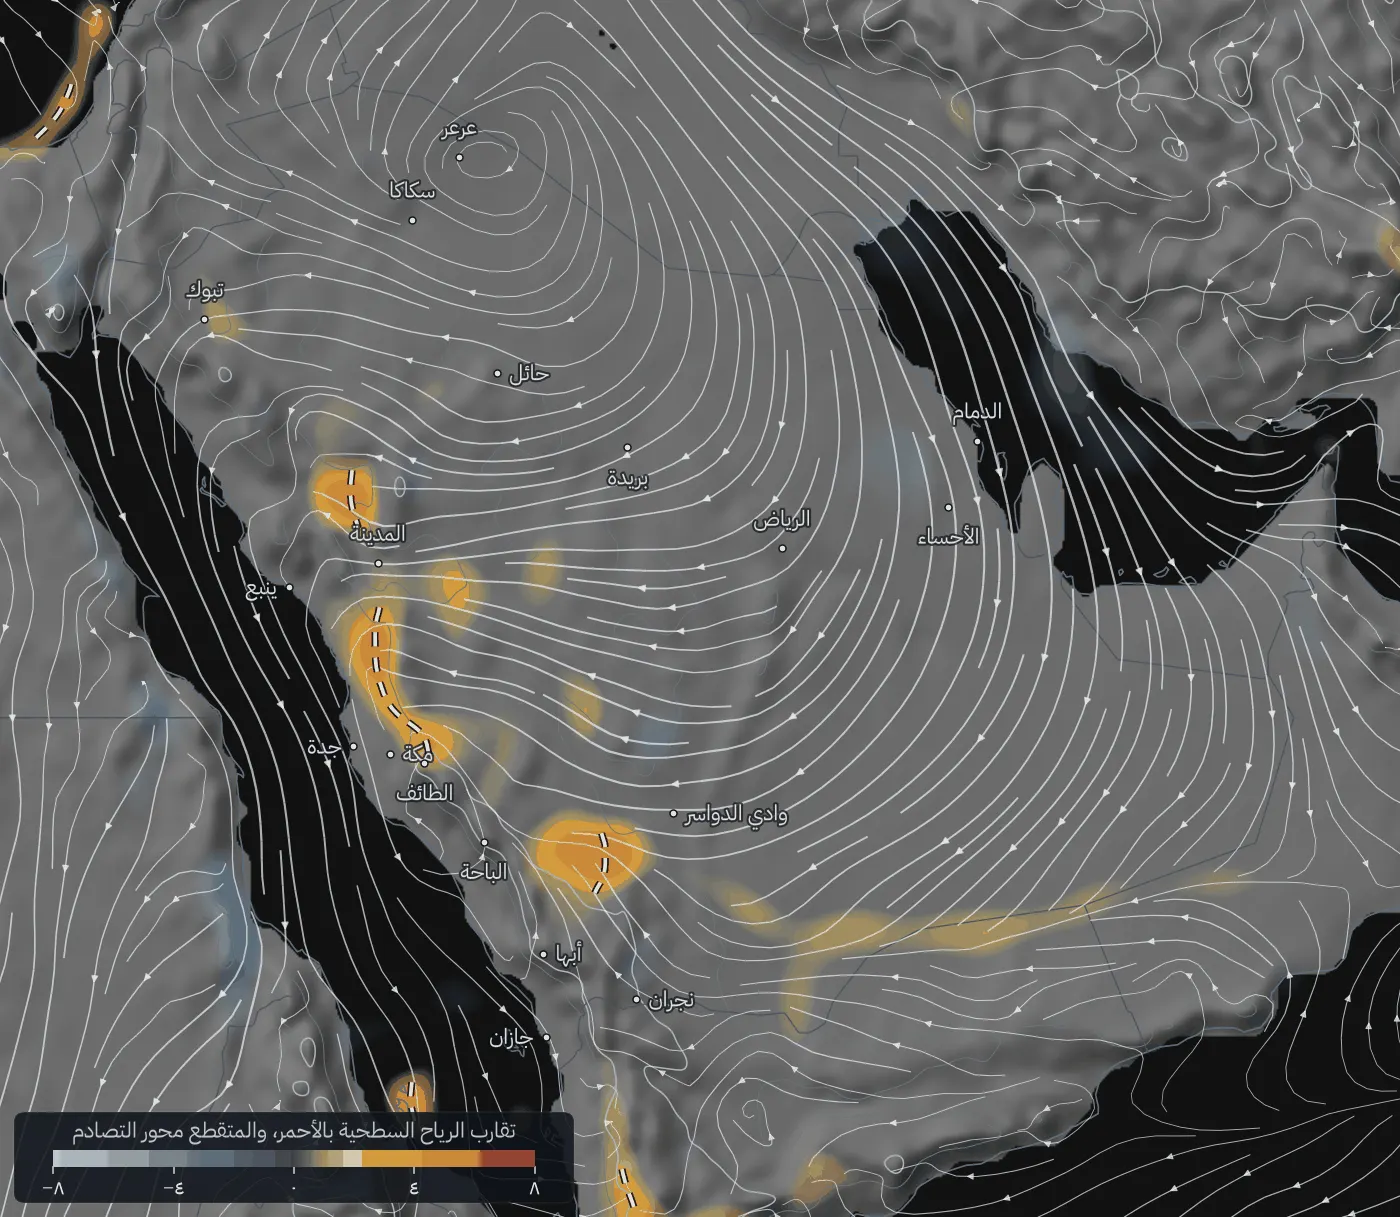 عرعر
سكاكا
تبوك
حائل
بريدة
الدمام
الرياض
الأحساء
المدينة
ينبع
جدة
مكة
الطائف
وادي الدواسر
الباحة
أبها
نجران
جازان
تقارب الرياح السطحية بالأحمر، والمتقطع محور التصادم
−٨ −٤ ٠ ٤ ٨